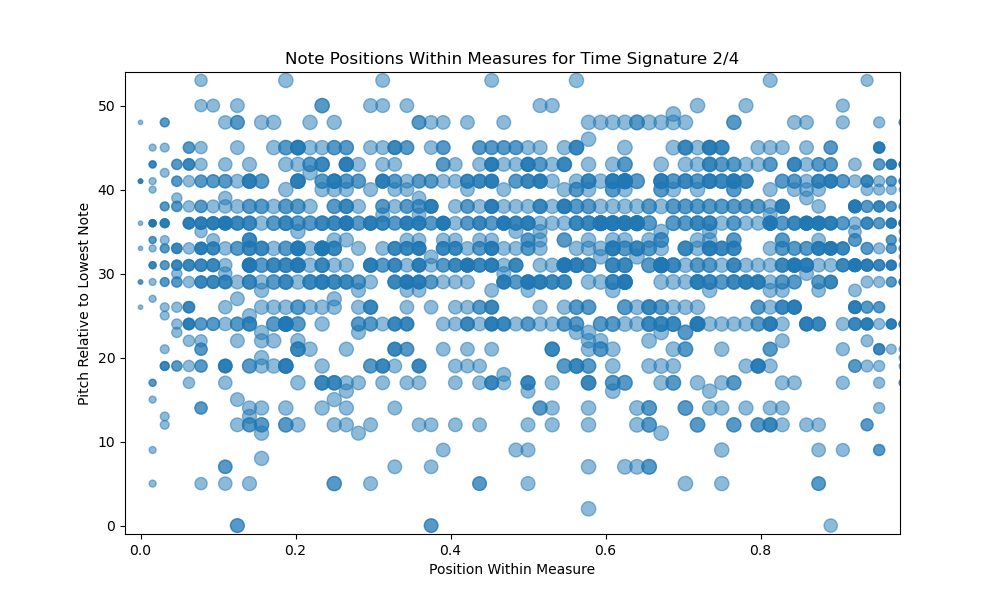 Note Positions Within Measures for Time Signature 2/4
Pitch Relative to Lowest Note
50
40
30
20
10
0
0.0 0.2 0.4 0.6 0.8
Position Within Measure